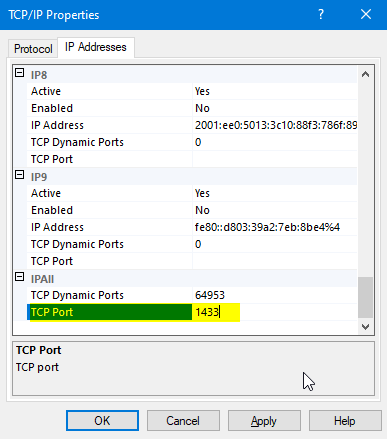 TCP/IP Properties ? ×
Protocol IP Addresses
IP8
Active Yes
Enabled No
IP Address 2001:ee0:5013:3c10:88f3:786f:89
TCP Dynamic Ports 0
TCP Port
IP9
Active Yes
Enabled No
IP Address fe80::d803:39a2:7eb:8be4%4
TCP Dynamic Ports 0
TCP Port
IPAll
TCP Dynamic Ports 64953
TCP Port 1433
TCP Port
TCP port
OK Cancel Apply Help